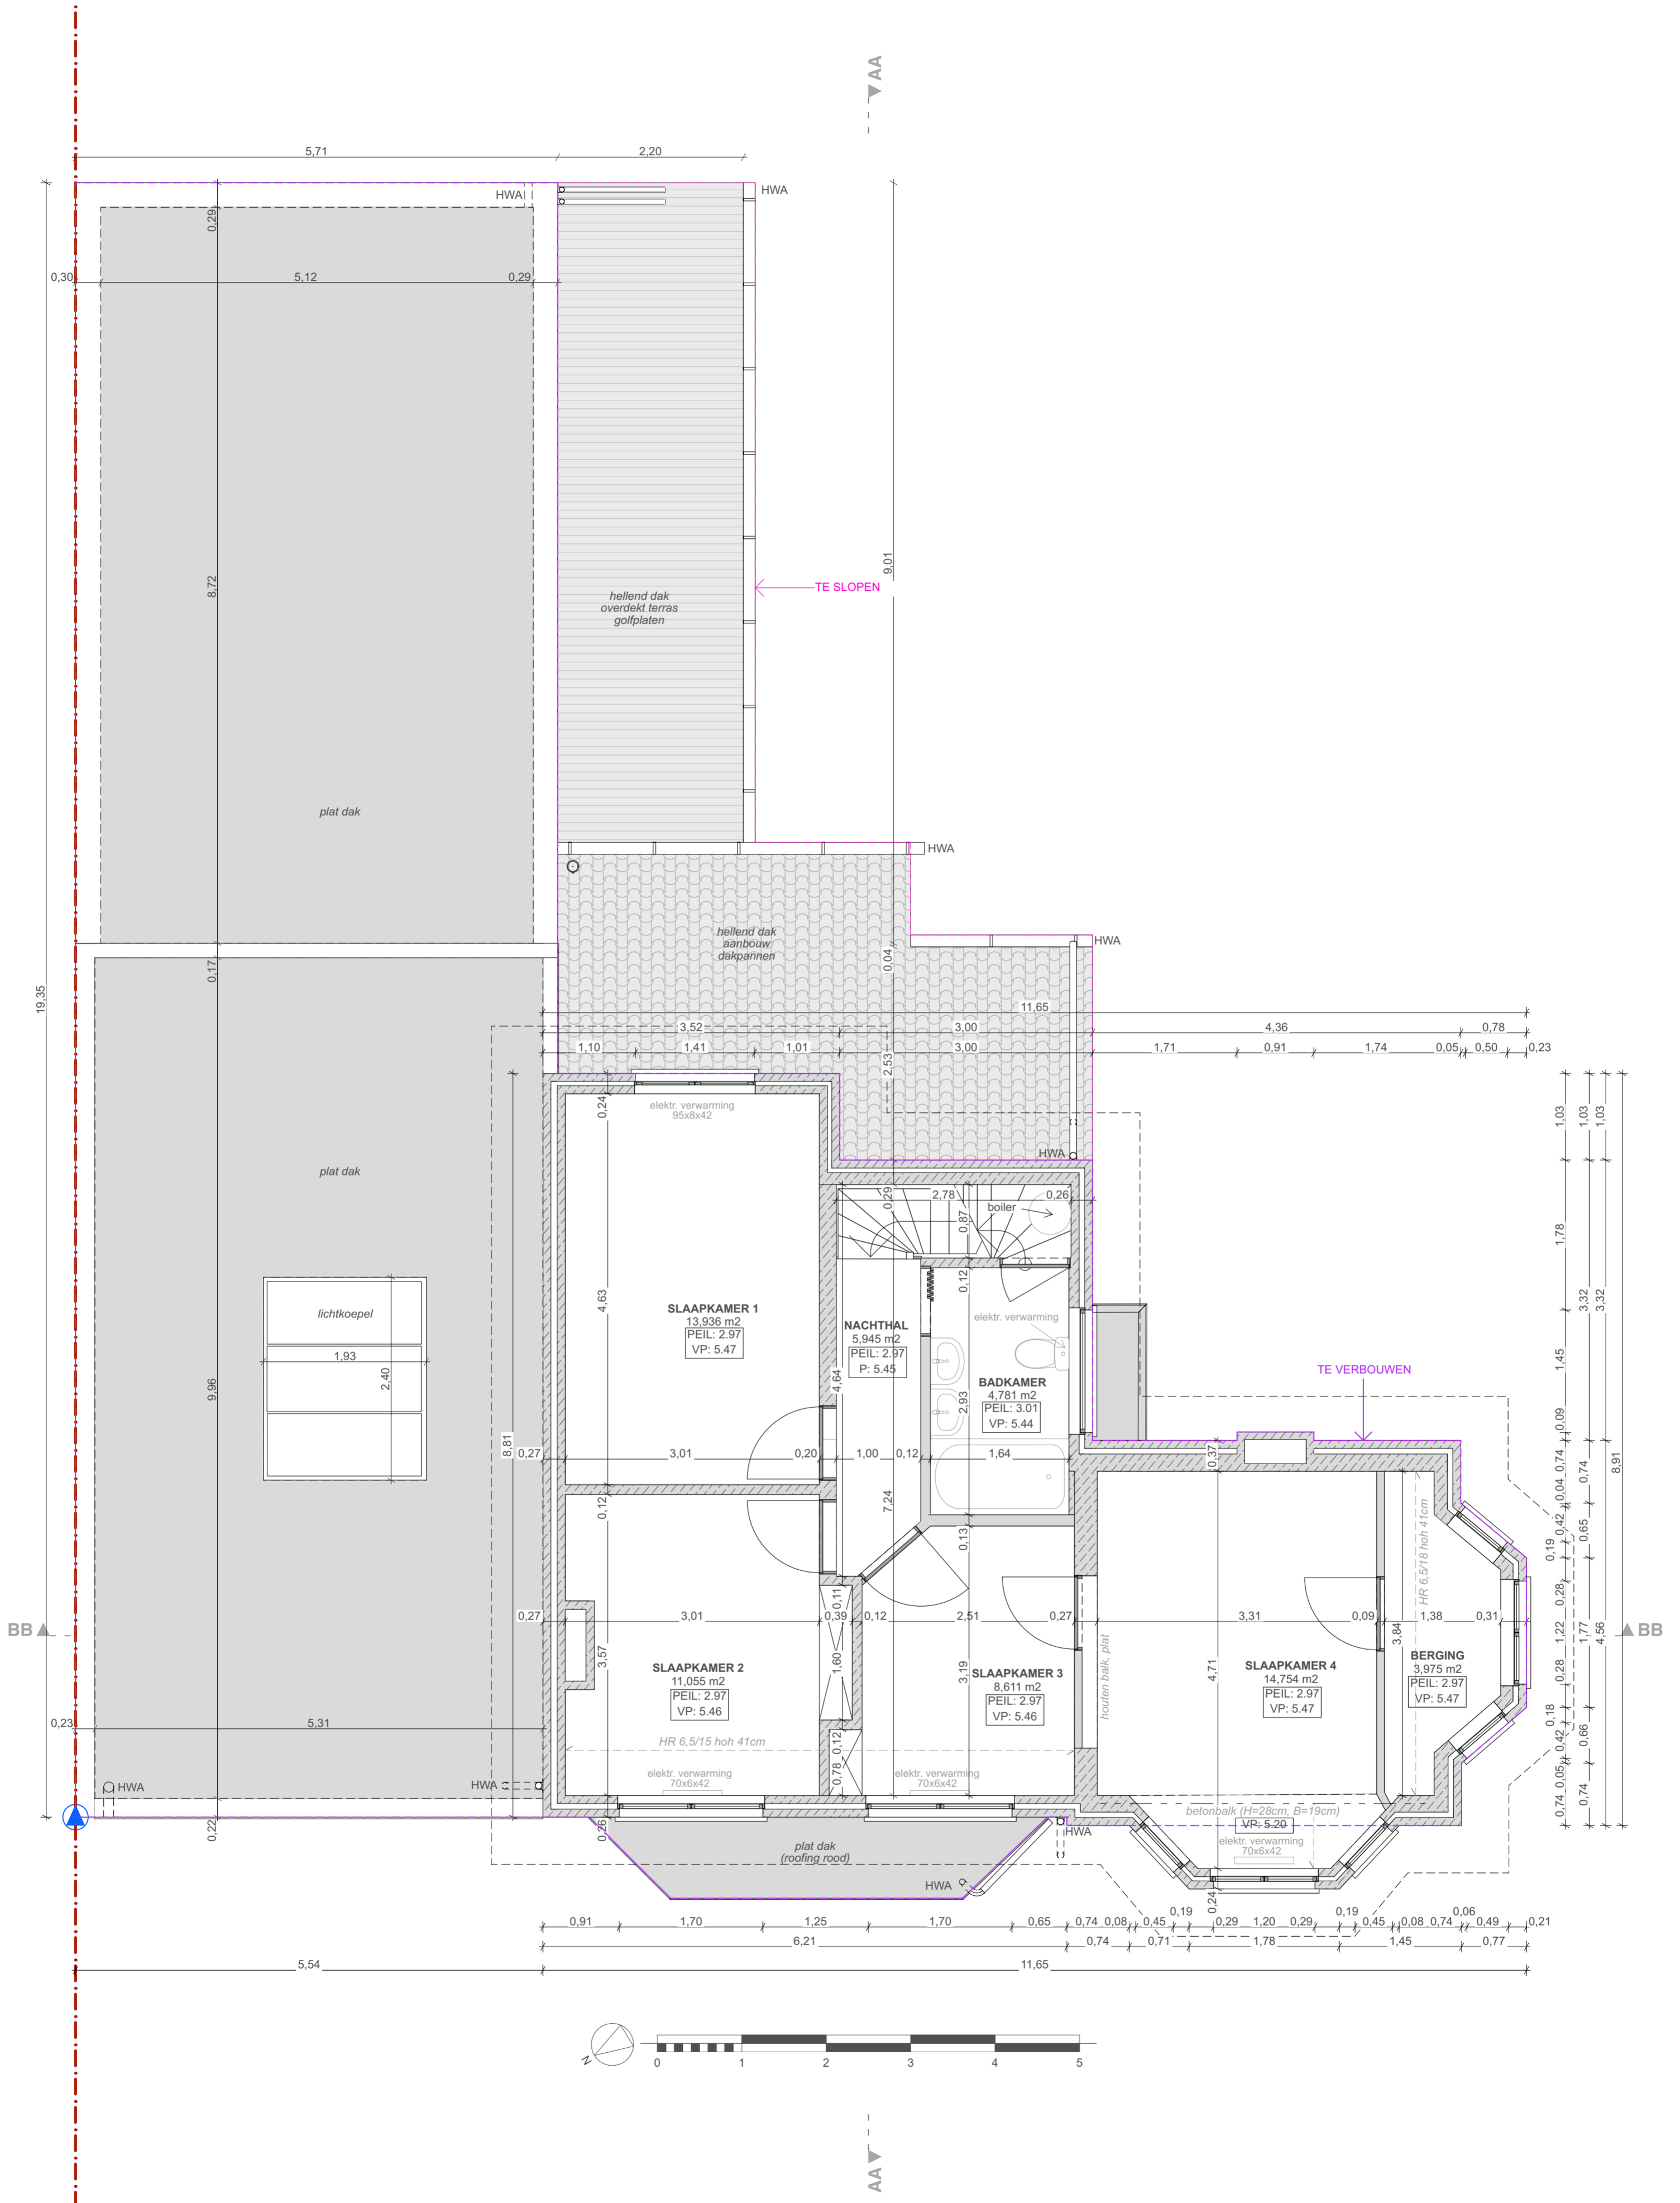 AA
5,71
2,20
HWA
HWA
0,29
0,30
5,12
0,29
9,01
8,72
TE SLOPEN
hellend dak
overdekt terras
golfplaten
plat dak
HWA
hellend dak
aanbouw
dakpannen
HWA
0,04
0,17
19,35
11,65
3,52
3,00
4,36
0,78
1,10
1,41
1,01
3,00
1,71
0,91
1,74
0,05
0,50
0,23
2,53
0,24
elektr. verwarming
95x8x42
1,03
1,03
1,03
HWA
plat dak
0,29
2,78
0,26
0,87
boiler
1,78
0,12
lichtkoepel
4,63
SLAAPKAMER 1
13,936 m2
PEIL: 2.97
VP: 5.47
NACHTHAL
5,945 m2
PEIL: 2.97
P: 5.45
elektr. verwarming
3,32
3,32
1,93
2,40
4,64
BADKAMER
4,781 m2
PEIL: 3.01
VP: 5.44
TE VERBOUWEN
1,45
9,96
2,93
0,09
8,81
0,27
3,01
0,20
1,00
0,12
1,64
0,37
0,74
0,74
8,91
0,12
7,24
0,04
0,13
HR 6,5/18 hoh 41cm
0,42
0,65
0,19
0,11
0,28
BB
0,27
3,01
0,39
0,12
2,51
0,27
3,31
0,09
1,38
0,31
1,22
1,77
4,56
BB
3,57
1,60
3,19
houten balk, plat
4,71
3,84
SLAAPKAMER 2
11,055 m2
PEIL: 2.97
VP: 5.46
SLAAPKAMER 3
8,611 m2
PEIL: 2.97
VP: 5.46
SLAAPKAMER 4
14,754 m2
PEIL: 2.97
VP: 5.47
BERGING
3,975 m2
PEIL: 2.97
VP: 5.47
0,28
0,18
0,23
5,31
0,12
HR 6,5/15 hoh 41cm
0,42
0,66
0,05
0,78
elektr. verwarming
70x6x42
elektr. verwarming
70x6x42
HWA
HWA
0,74
0,74
0,22
0,26
betonbalk (H=28cm, B=19cm)
VP: 5.20
elektr. verwarming
70x6x42
HWA
plat dak
(roofing rood)
HWA
0,24
0,19
0,19
0,06
0,91
1,70
1,25
1,70
0,65
0,74
0,08
0,45
0,29
1,20
0,29
0,45
0,08
0,74
0,49
0,21
6,21
0,74
0,71
1,78
1,45
0,77
5,54
11,65
N
0
1
2
3
4
5
AA